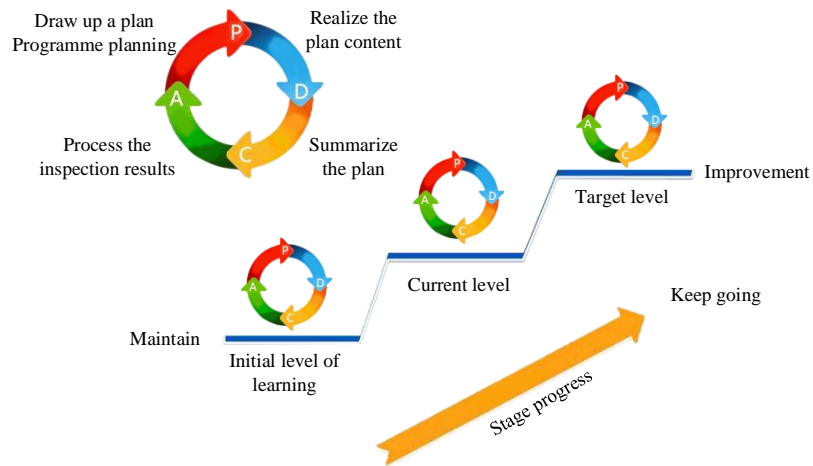 Draw up a plan
Programme planning
Realize the
plan content
P
D
C
A
Process the
inspection results
Summarize
the plan
P
D
C
A
Target level
Improvement
P
D
C
A
Current level
P
D
C
A
Maintain
Initial level of
learning
Keep going
Stage progress